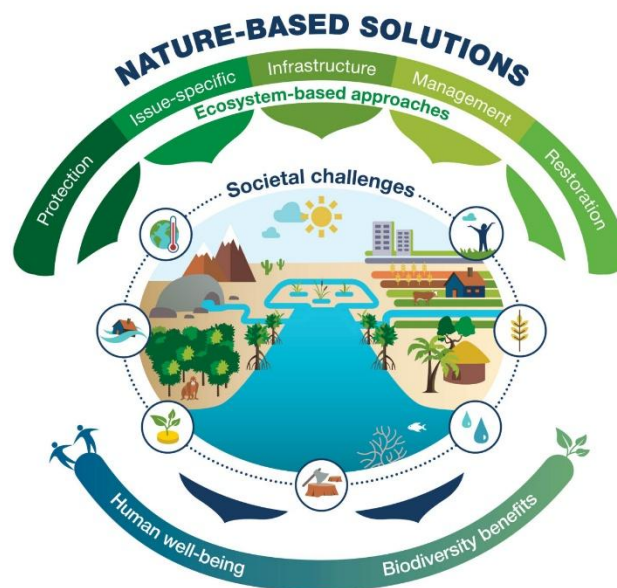 NATURE-BASED SOLUTIONS
Protection
Issue-specific
Infrastructure
Management
Restoration
Ecosystem-based approaches
Societal challenges
Human well-being
Biodiversity benefits